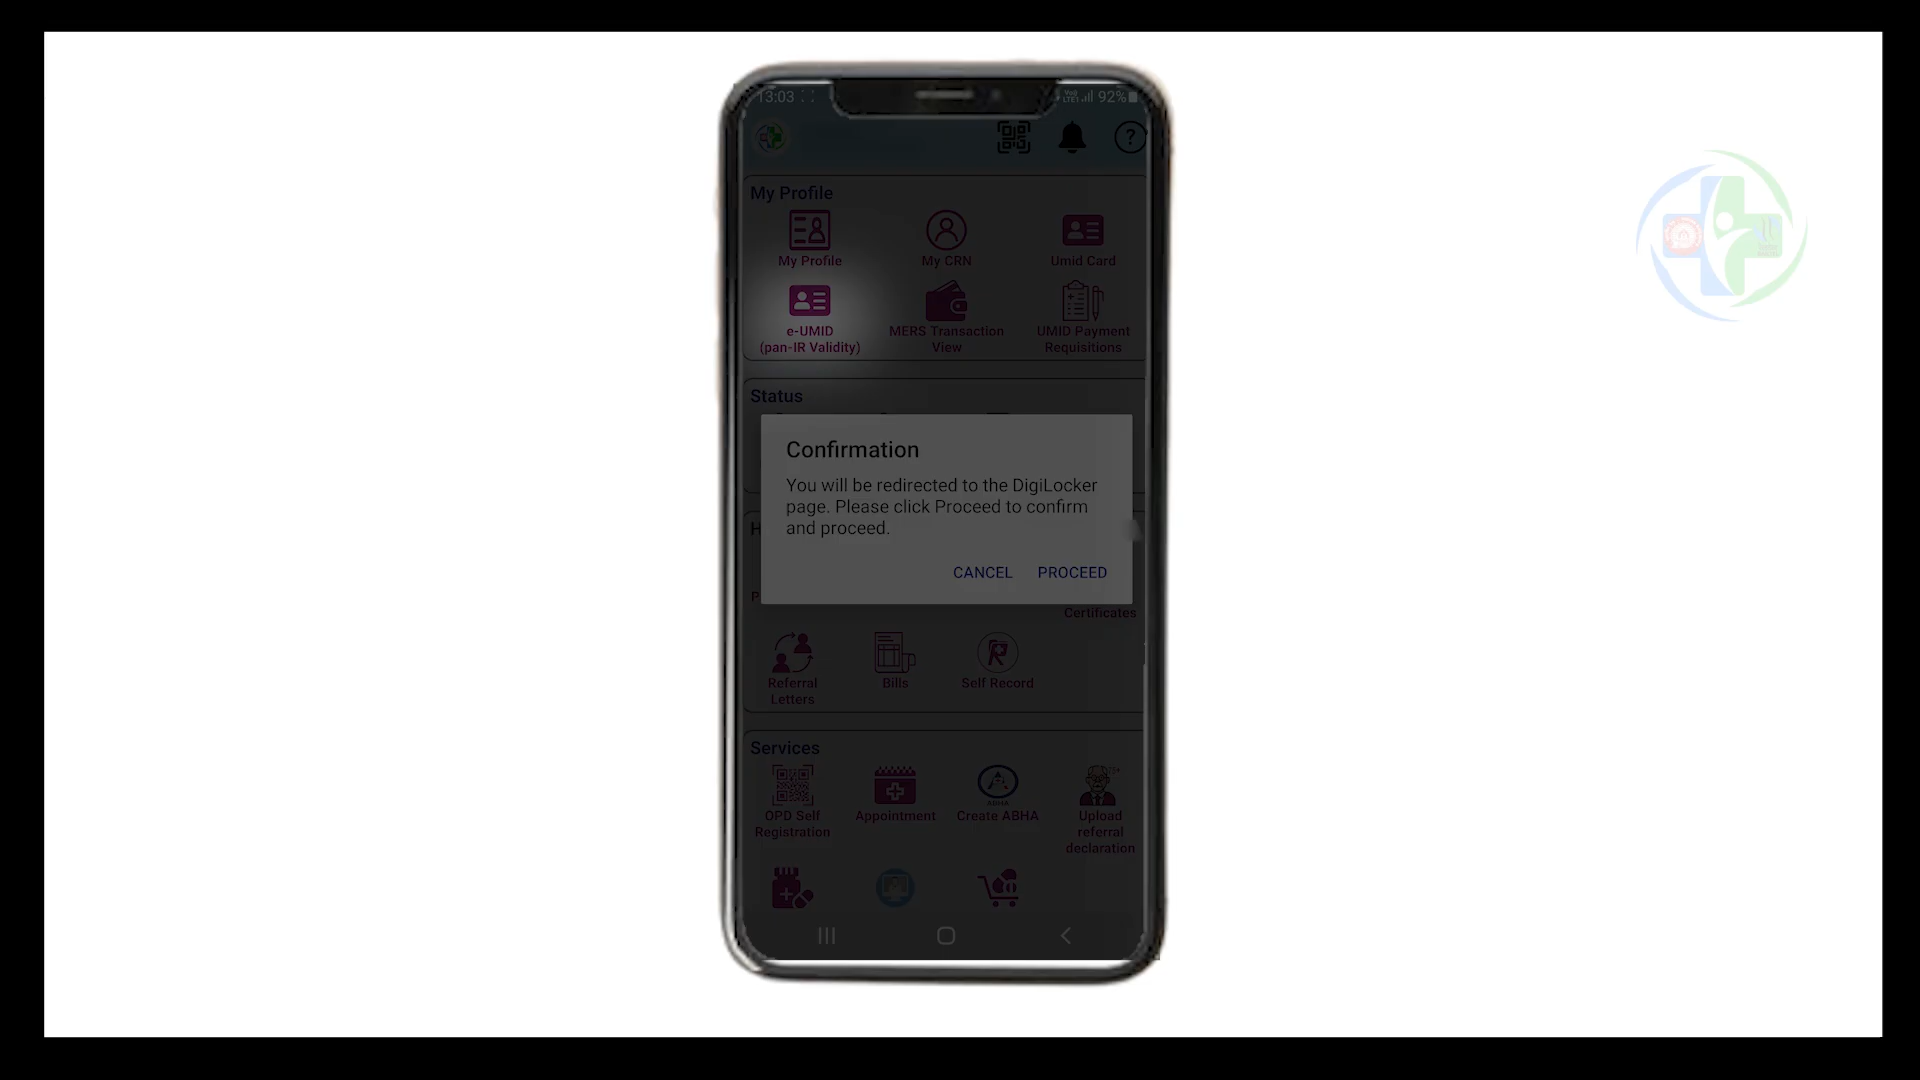 13:03
92%
My Profile
My Profile
My CRN
Umid Card
e-UMID
(pan-IR Validity)
MERS Transaction
View
UMID Payment
Requisitions
Status
Confirmation
You will be redirected to the DigiLocker
page. Please click Proceed to confirm
and proceed.
CANCEL PROCEED
Certificates
Referral
Letters
Bills
Self Record
Services
OPD Self
Registration
Appointment
ABHA
Create ABHA
Upload
referral
declaration